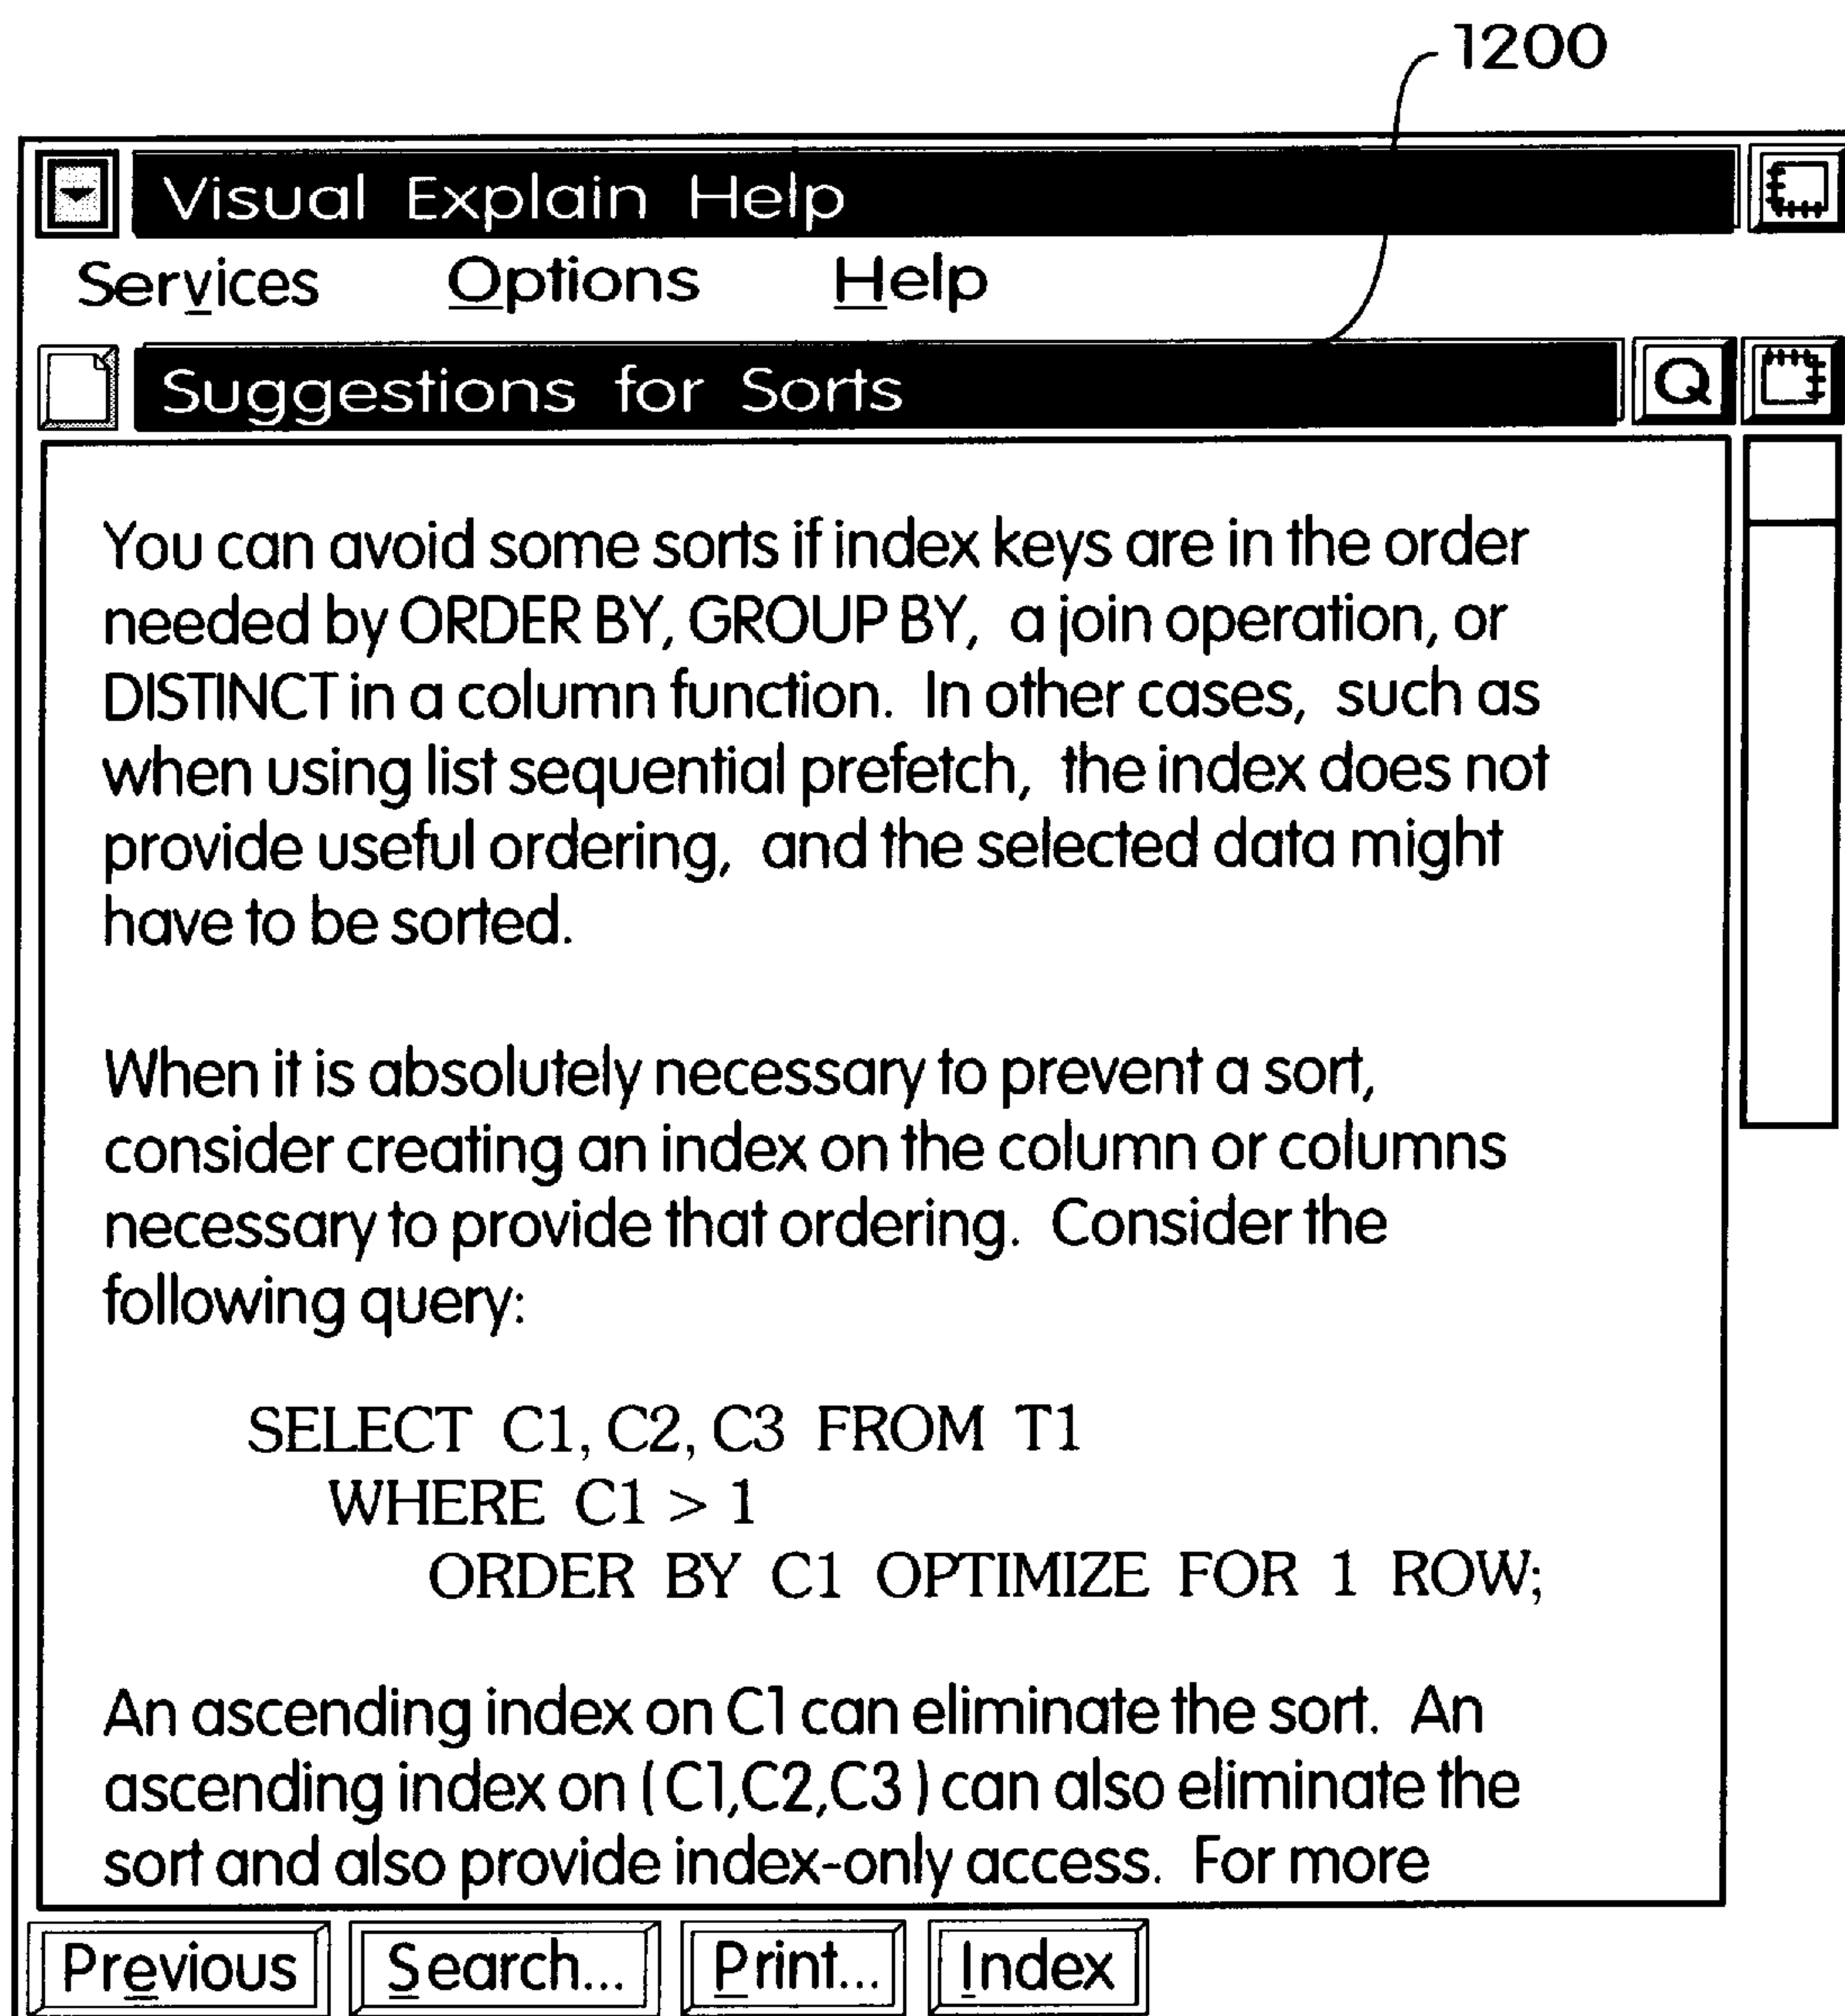 1200
Visual Explain Help
Services Options Help
Suggestions for Sorts Q
You can avoid some sorts if index keys are in the order
needed by ORDER BY, GROUP BY, a join operation, or
DISTINCT in a column function. In other cases, such as
when using list sequential prefetch, the index does not
provide useful ordering, and the selected data might
have to be sorted.
When it is absolutely necessary to prevent a sort,
consider creating an index on the column or columns
necessary to provide that ordering. Consider the
following query:
SELECT C1, C2, C3 FROM T1
WHERE C1 > 1
ORDER BY C1 OPTIMIZE FOR 1 ROW;
An ascending index on C1 can eliminate the sort. An
ascending index on (C1,C2,C3) can also eliminate the
sort and also provide index-only access. For more
Previous Search... Print... Index